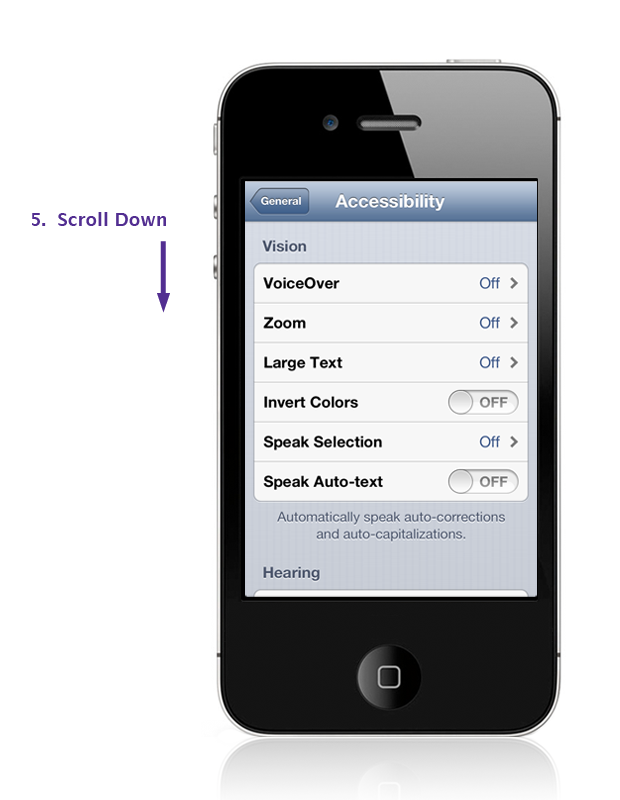 General
Accessibility
5. Scroll Down
Vision
VoiceOver Off
Zoom Off
Large Text Off
Invert Colors OFF
Speak Selection Off
Speak Auto-text OFF
Automatically speak auto-corrections
and auto-capitalizations.
Hearing